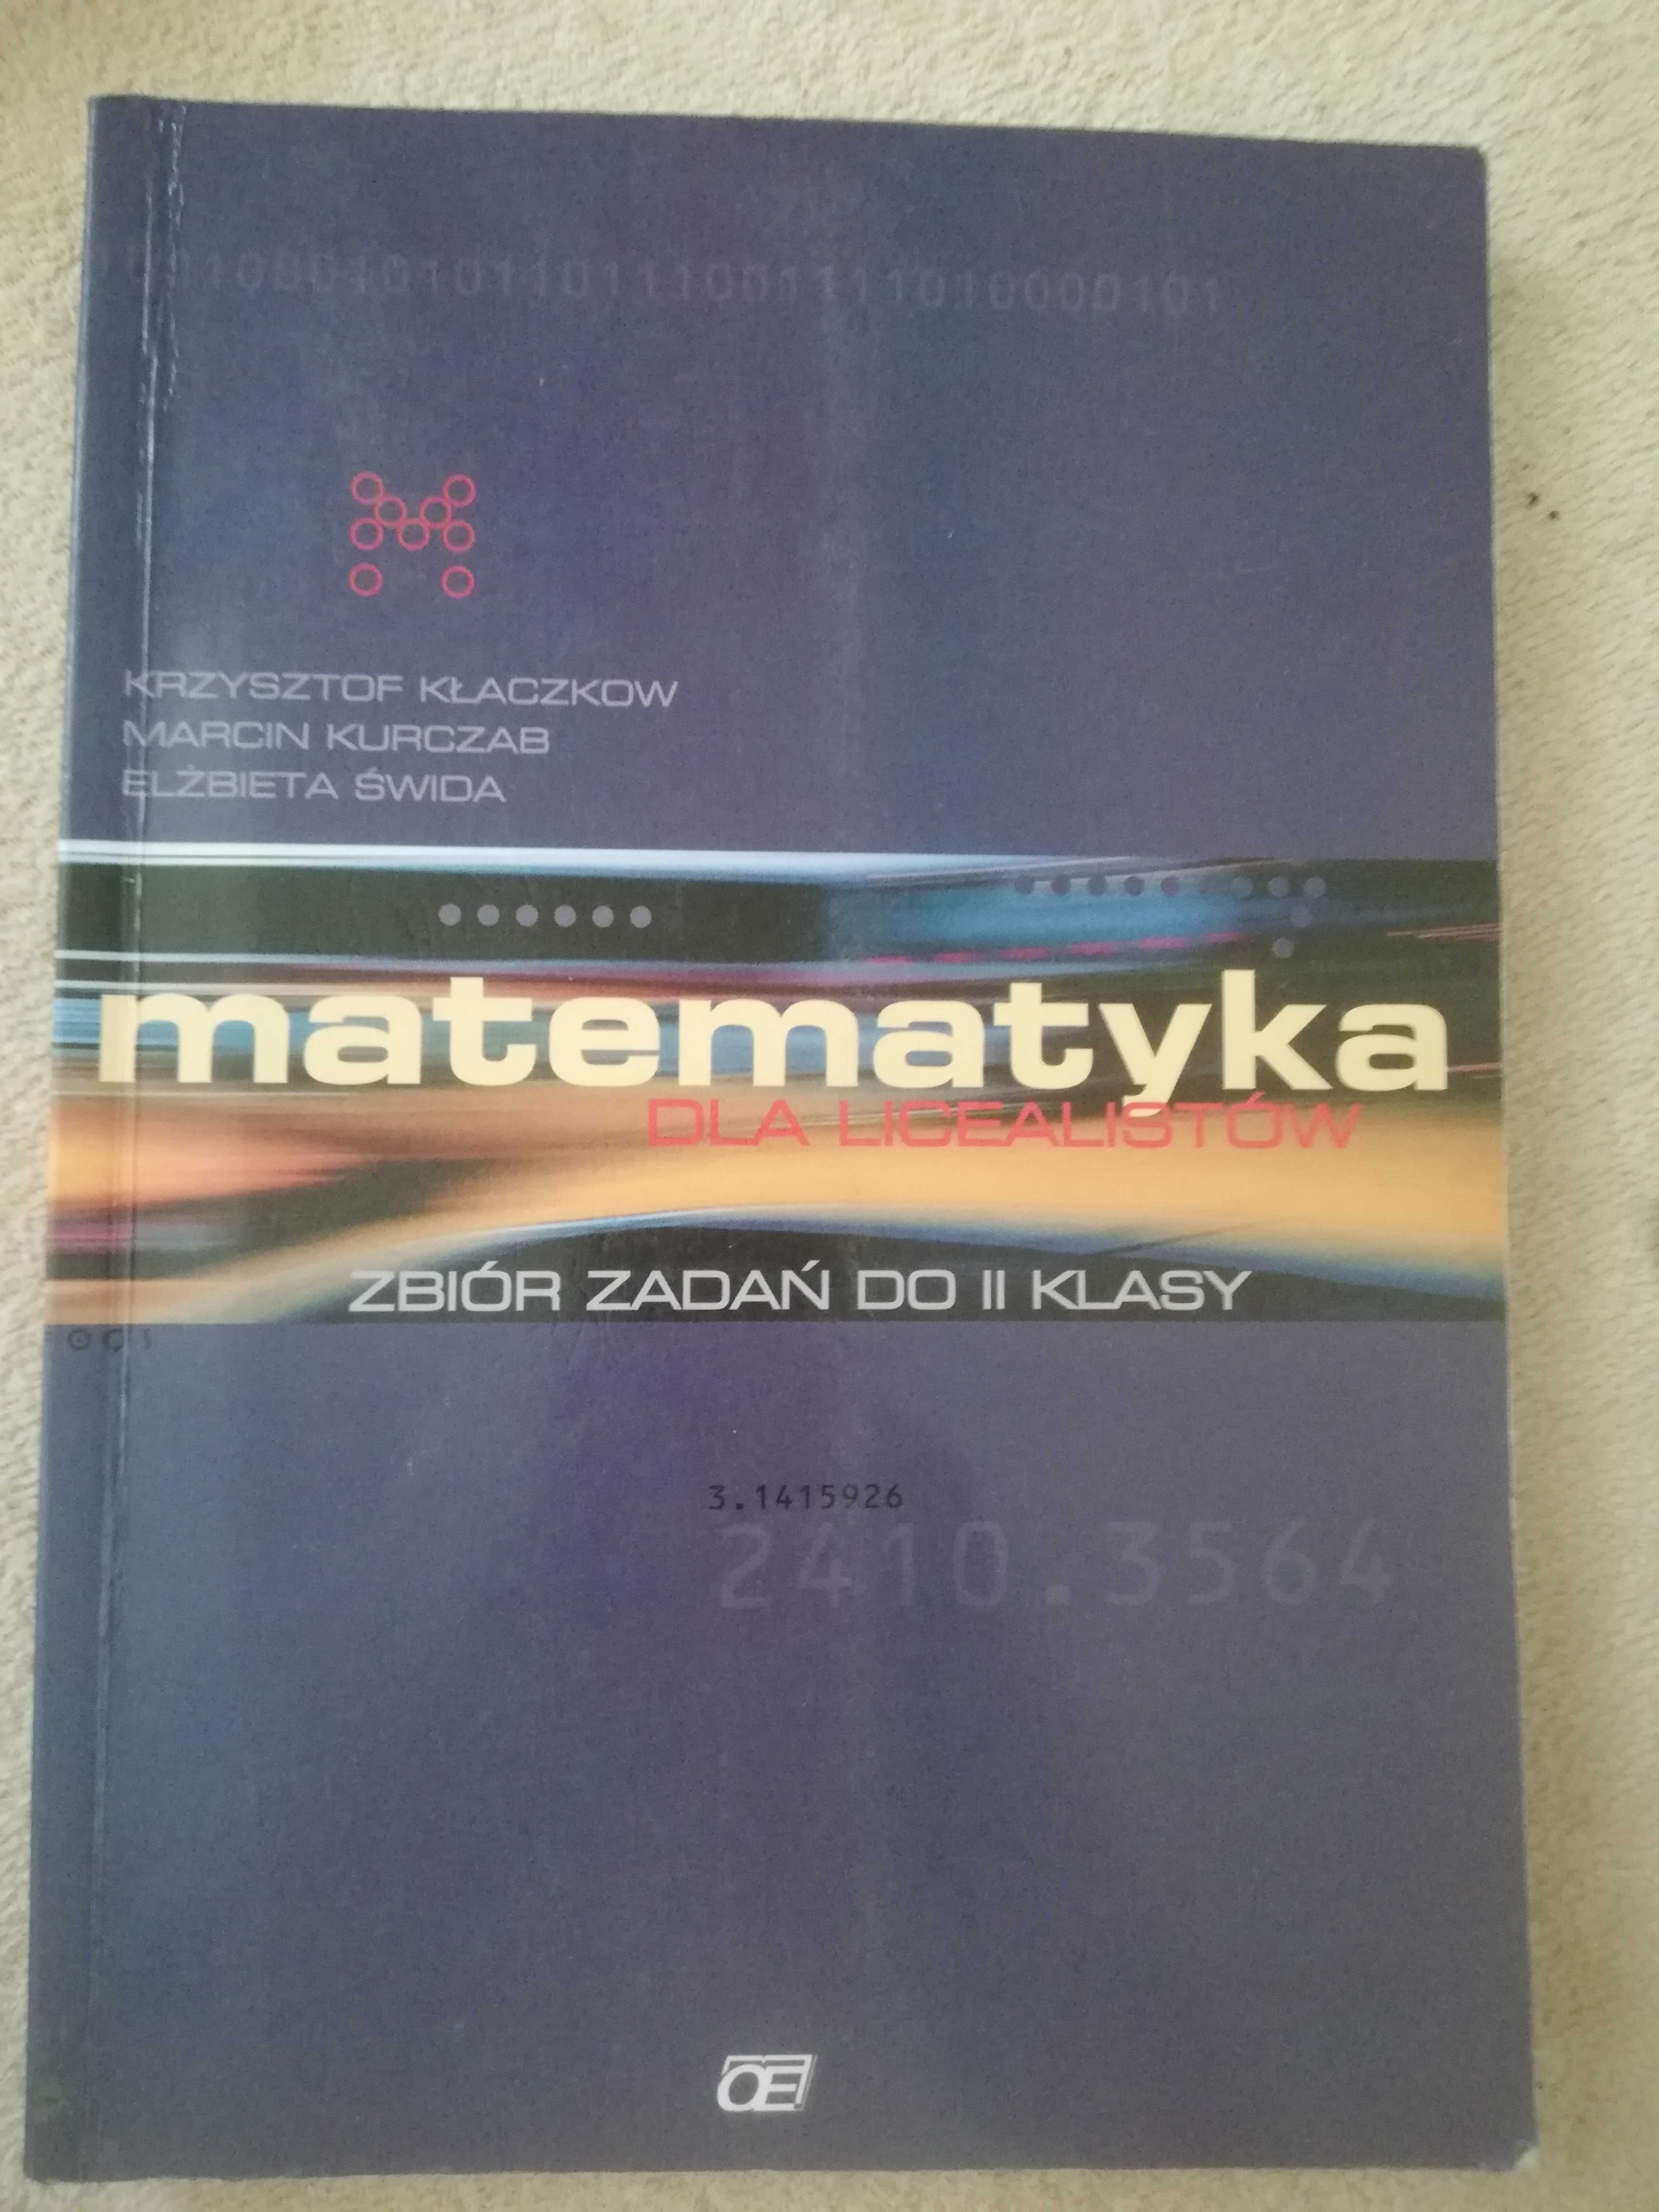 KRZYSZTOF KŁACZKOW
MARCIN KURCZAB
ELŻBIETA ŚWIDA
matematyka
DLA LICEALISTÓW
ZBIÓR ZADAŃ DO II KLASY
3.1415926
2410.3564
OE